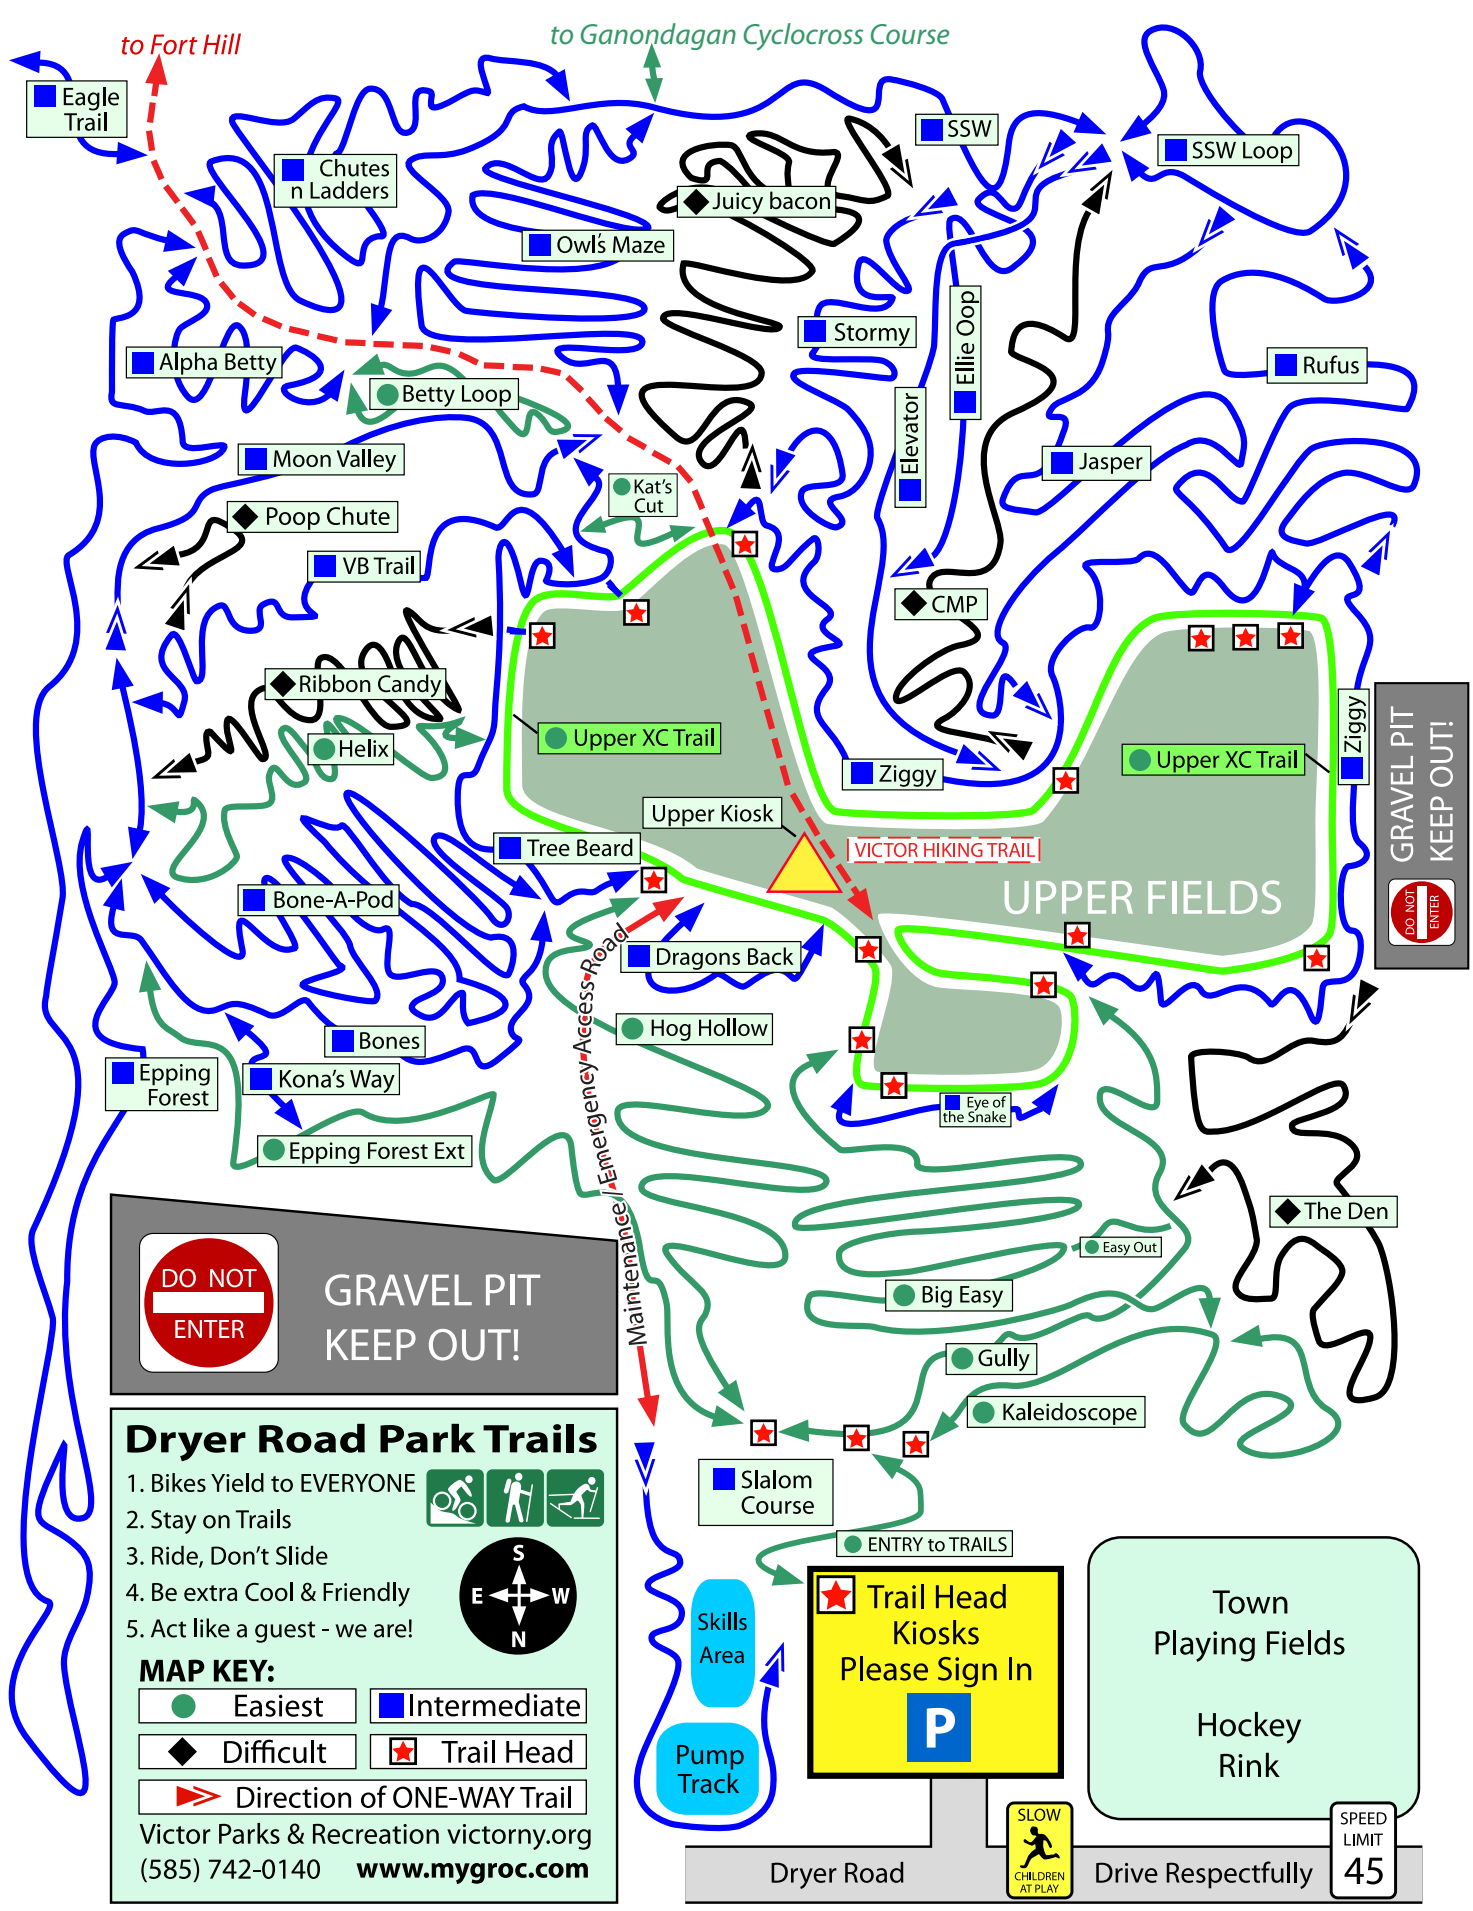 to Fort Hill
to Ganondagan Cyclocross Course
Eagle
Trail
SSW
SSW Loop
Chutes
n Ladders
Juicy bacon
Owl's Maze
Stormy
Ellie Oop
Rufus
Alpha Betty
Betty Loop
Elevator
Moon Valley
Jasper
Kat's
Cut
Poop Chute
VB Trail
CMP
Ribbon Candy
Helix
Upper XC Trail
Ziggy
Upper XC Trail
Ziggy
GRAVEL PIT
KEEP OUT!
DO NOT
ENTER
Upper Kiosk
Tree Beard
VICTOR HIKING TRAIL
UPPER FIELDS
Bone-A-Pod
Dragons Back
Maintenance / Emergency Access Road
Hog Hollow
Bones
Epping
Forest
Kona's Way
Eye of
the Snake
Epping Forest Ext
The Den
Easy Out
Big Easy
DO NOT
ENTER
GRAVEL PIT
KEEP OUT!
Gully
Kaleidoscope
Slalom
Course
ENTRY to TRAILS
Dryer Road Park Trails
1. Bikes Yield to EVERYONE
2. Stay on Trails
3. Ride, Don't Slide
4. Be extra Cool & Friendly
5. Act like a guest - we are!
S
E W
N
MAP KEY:
Easiest
Intermediate
Difficult
Trail Head
Direction of ONE-WAY Trail
Victor Parks & Recreation victorny.org
(585) 742-0140 www.mygroc.com
Skills
Area
Pump
Track
Trail Head
Kiosks
Please Sign In
P
Town
Playing Fields
Hockey
Rink
Dryer Road
SLOW
CHILDREN
AT PLAY
Drive Respectfully
SPEED
LIMIT
45